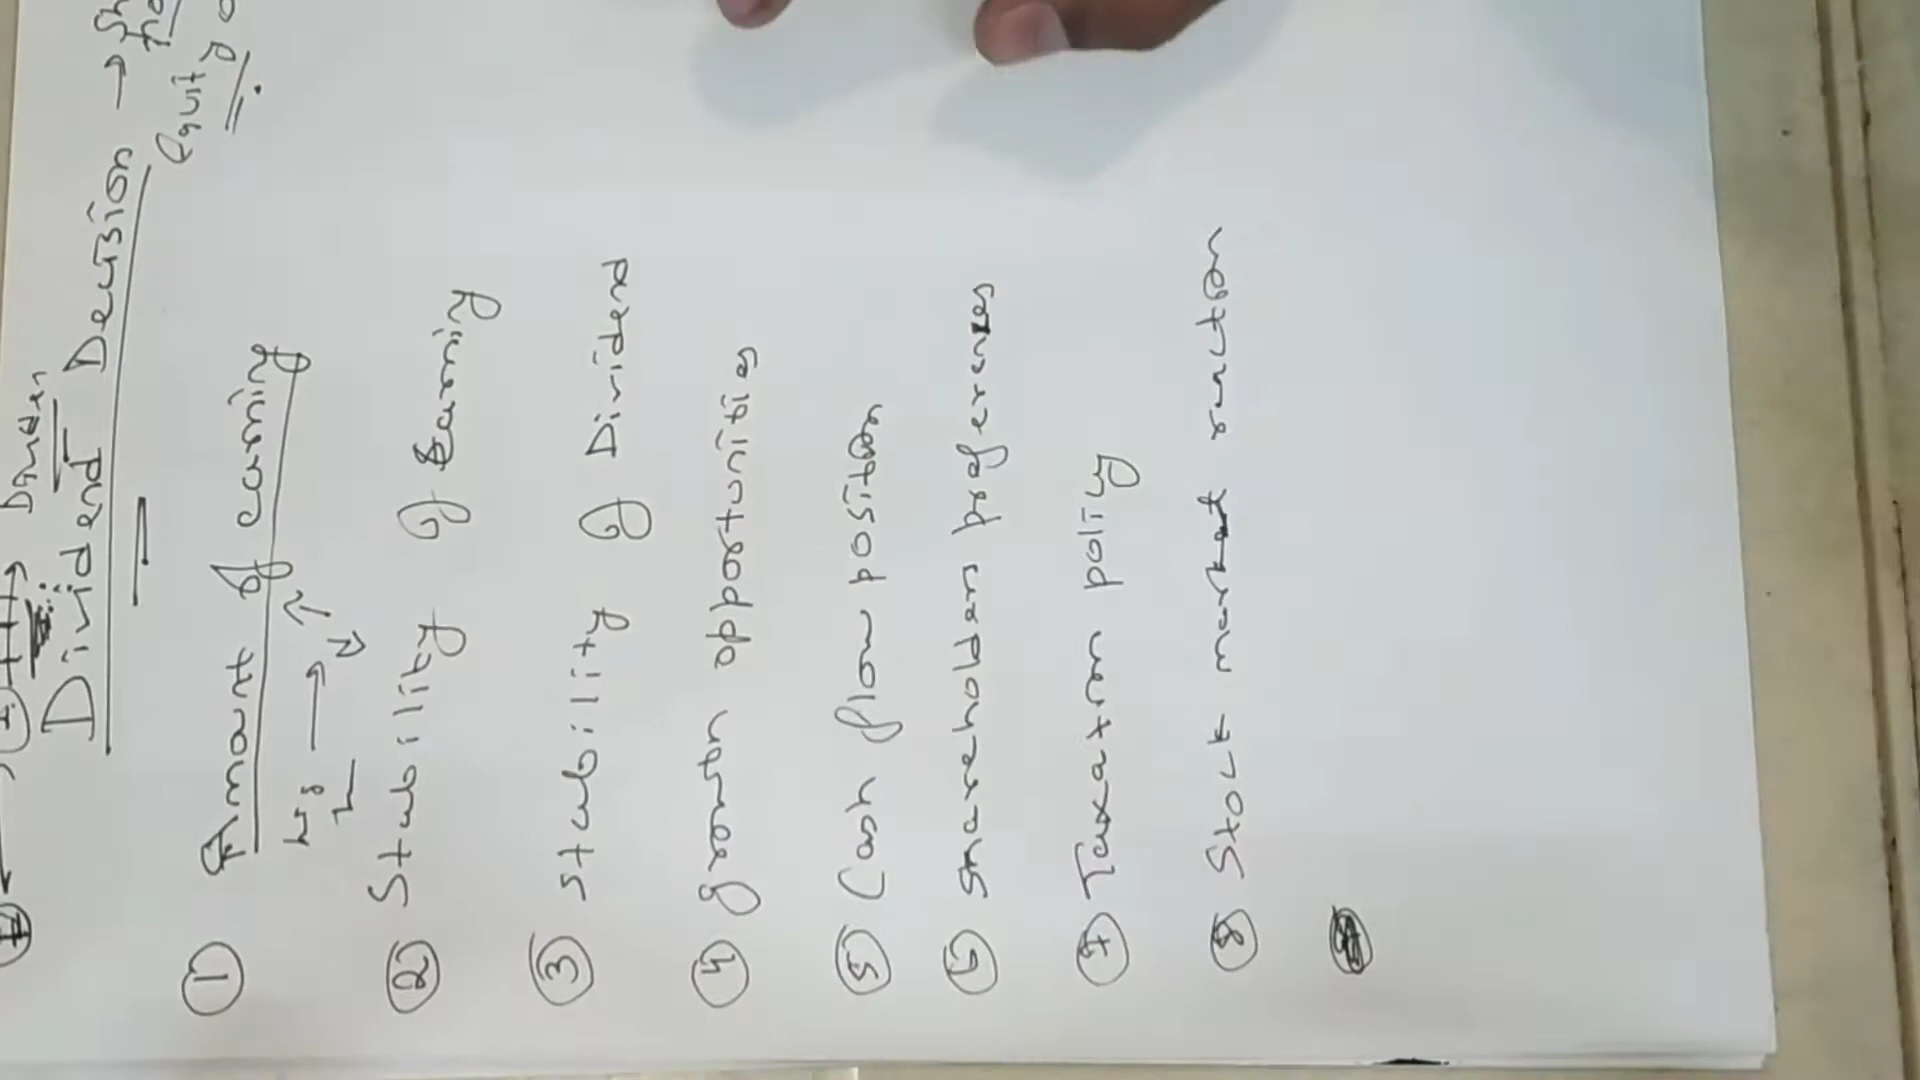 Dividend Decision →
equity
① Amount of earning
② Stability of Earning
③ stability of Dividend
④ growth opportunities
⑤ Cash flow position
⑥ shareholders preferences
⑦ Taxation policy
⑧ Stock market reaction